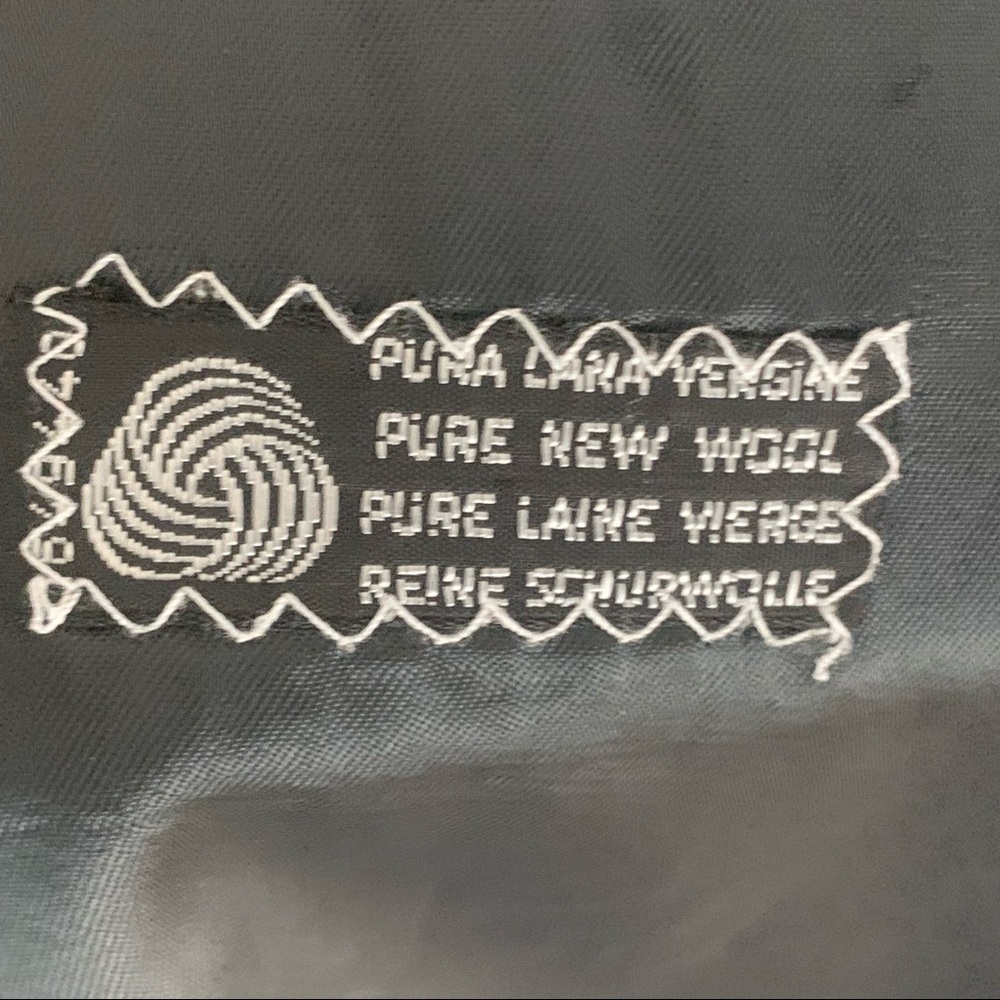 PURA LANA VERGINE
PURE NEW WOOL
PURE LAINE VIERGE
REINE SCHURWOLLE